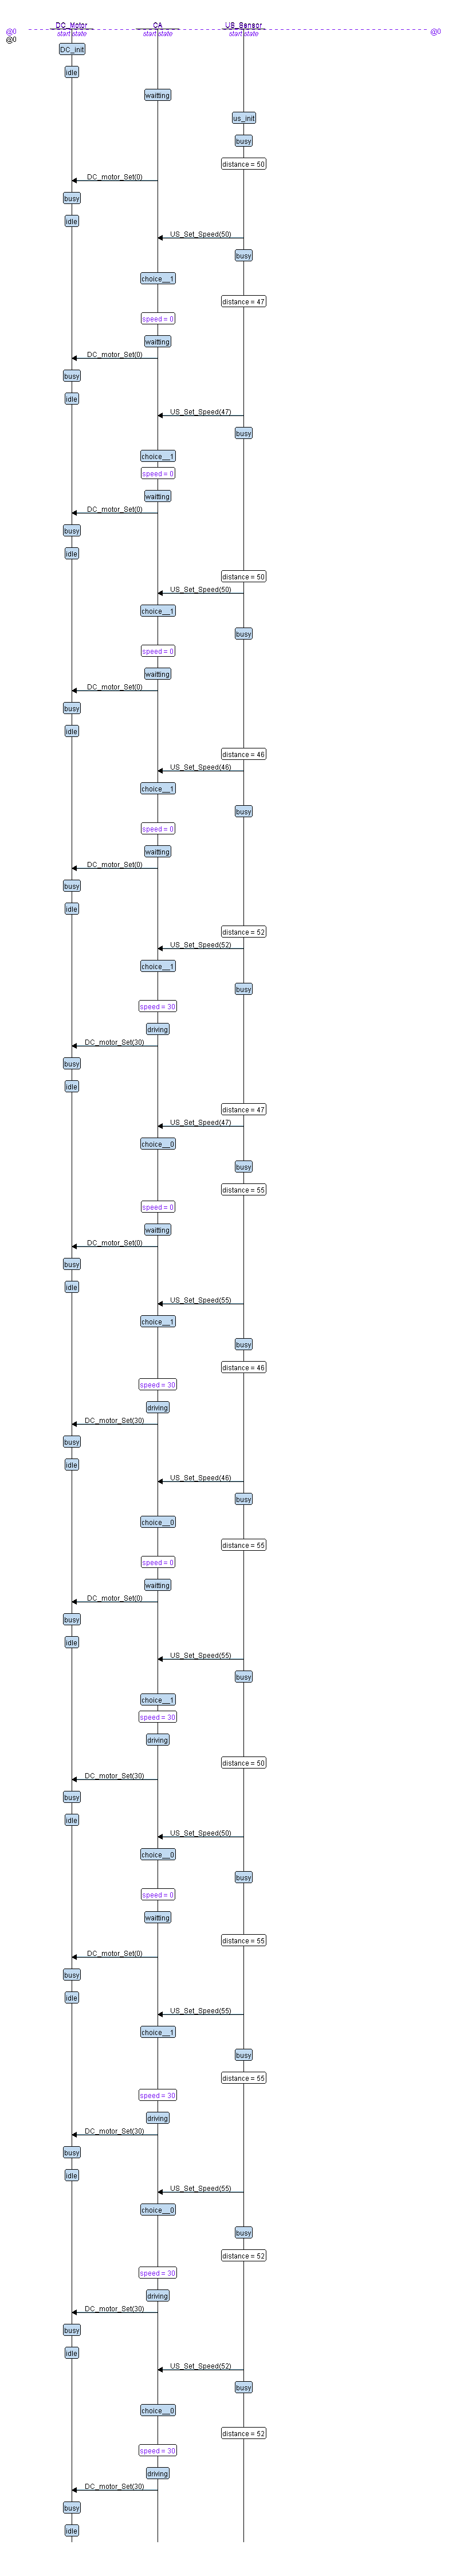 DC_Motor CA US_Sensor
@0 start state start state start state @0
@0
DC_init
idle
waitting
us_init
busy
distance = 50
DC_motor_Set(0)
busy
idle
US_Set_Speed(50)
busy
choice__1
distance = 47
speed = 0
waitting
DC_motor_Set(0)
busy
idle
US_Set_Speed(47)
busy
choice__1
speed = 0
waitting
DC_motor_Set(0)
busy
idle
distance = 50
US_Set_Speed(50)
choice__1
busy
speed = 0
waitting
DC_motor_Set(0)
busy
idle
distance = 46
US_Set_Speed(46)
choice__1
busy
speed = 0
waitting
DC_motor_Set(0)
busy
idle
distance = 52
US_Set_Speed(52)
choice__1
busy
speed = 30
driving
DC_motor_Set(30)
busy
idle
distance = 47
US_Set_Speed(47)
choice__0
busy
distance = 55
speed = 0
waitting
DC_motor_Set(0)
busy
idle
US_Set_Speed(55)
choice__1
busy
distance = 46
speed = 30
driving
DC_motor_Set(30)
busy
idle
US_Set_Speed(46)
busy
choice__0
distance = 55
speed = 0
waitting
DC_motor_Set(0)
busy
idle
US_Set_Speed(55)
busy
choice__1
speed = 30
driving
distance = 50
DC_motor_Set(30)
busy
idle
US_Set_Speed(50)
choice__0
busy
speed = 0
waitting
distance = 55
DC_motor_Set(0)
busy
idle
US_Set_Speed(55)
choice__1
busy
distance = 55
speed = 30
driving
DC_motor_Set(30)
busy
idle
US_Set_Speed(55)
choice__0
busy
distance = 52
speed = 30
driving
DC_motor_Set(30)
busy
idle
US_Set_Speed(52)
busy
choice__0
distance = 52
speed = 30
driving
DC_motor_Set(30)
busy
idle